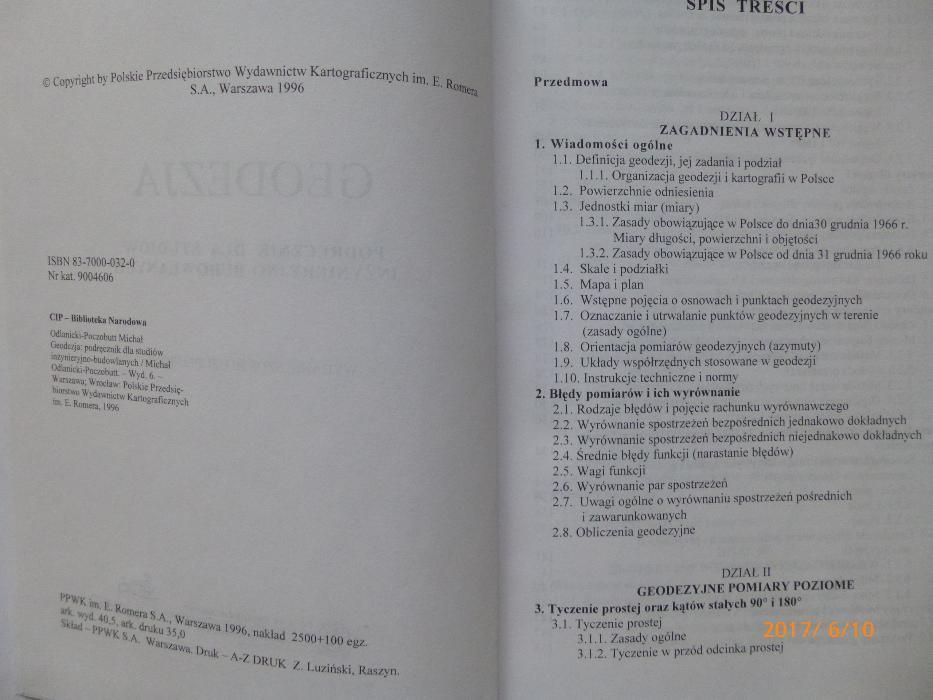 © Copyright by Polskie Przedsiębiorstwo Wydawnictw Kartograficznych im. E. Romera
S.A., Warszawa 1996
GEODEZJA
ISBN 83-7000-032-0
Nr kat. 9004606
CIP – Biblioteka Narodowa
Odlanicki-Poczobutt Michał
Geodezja: podręcznik dla studiów
inżynieryjno-budowlanych / Michał
Odlanicki-Poczobutt. – Wyd. 6. –
Warszawa; Wrocław: Polskie Przedsię-
biorstwo Wydawnictw Kartograficznych
im. E. Romera, 1996
PPWK im. E. Romera S.A., Warszawa 1996, nakład 2500+100 egz.
ark. wyd. 40,5, ark. druku 35,0
Skład – PPWK S.A. Warszawa. Druk – A-Z DRUK Z. Luziński, Raszyn.
SPIS TREŚCI
Przedmowa
DZIAŁ I
ZAGADNIENIA WSTĘPNE
1. Wiadomości ogólne
1.1. Definicja geodezji, jej zadania i podział
1.1.1. Organizacja geodezji i kartografii w Polsce
1.2. Powierzchnie odniesienia
1.3. Jednostki miar (miary)
1.3.1. Zasady obowiązujące w Polsce do dnia30 grudnia 1966 r.
Miary długości, powierzchni i objętości
1.3.2. Zasady obowiązujące w Polsce od dnia 31 grudnia 1966 roku
1.4. Skale i podziałki
1.5. Mapa i plan
1.6. Wstępne pojęcia o osnowach i punktach geodezyjnych
1.7. Oznaczanie i utrwalanie punktów geodezyjnych w terenie
(zasady ogólne)
1.8. Orientacja pomiarów geodezyjnych (azymuty)
1.9. Układy współrzędnych stosowane w geodezji
1.10. Instrukcje techniczne i normy
2. Błędy pomiarów i ich wyrównanie
2.1. Rodzaje błędów i pojęcie rachunku wyrównawczego
2.2. Wyrównanie spostrzeżeń bezpośrednich jednakowo dokładnych
2.3. Wyrównanie spostrzeżeń bezpośrednich niejednakowo dokładnych
2.4. Średnie błędy funkcji (narastanie błędów)
2.5. Wagi funkcji
2.6. Wyrównanie par spostrzeżeń
2.7. Uwagi ogólne o wyrównaniu spostrzeżeń pośrednich
i zawarunkowanych
2.8. Obliczenia geodezyjne
DZIAŁ II
GEODEZYJNE POMIARY POZIOME
3. Tyczenie prostej oraz kątów stałych 90° i 180°
3.1. Tyczenie prostej
3.1.1. Zasady ogólne
3.1.2. Tyczenie w przód odcinka prostej
2017/ 6/10